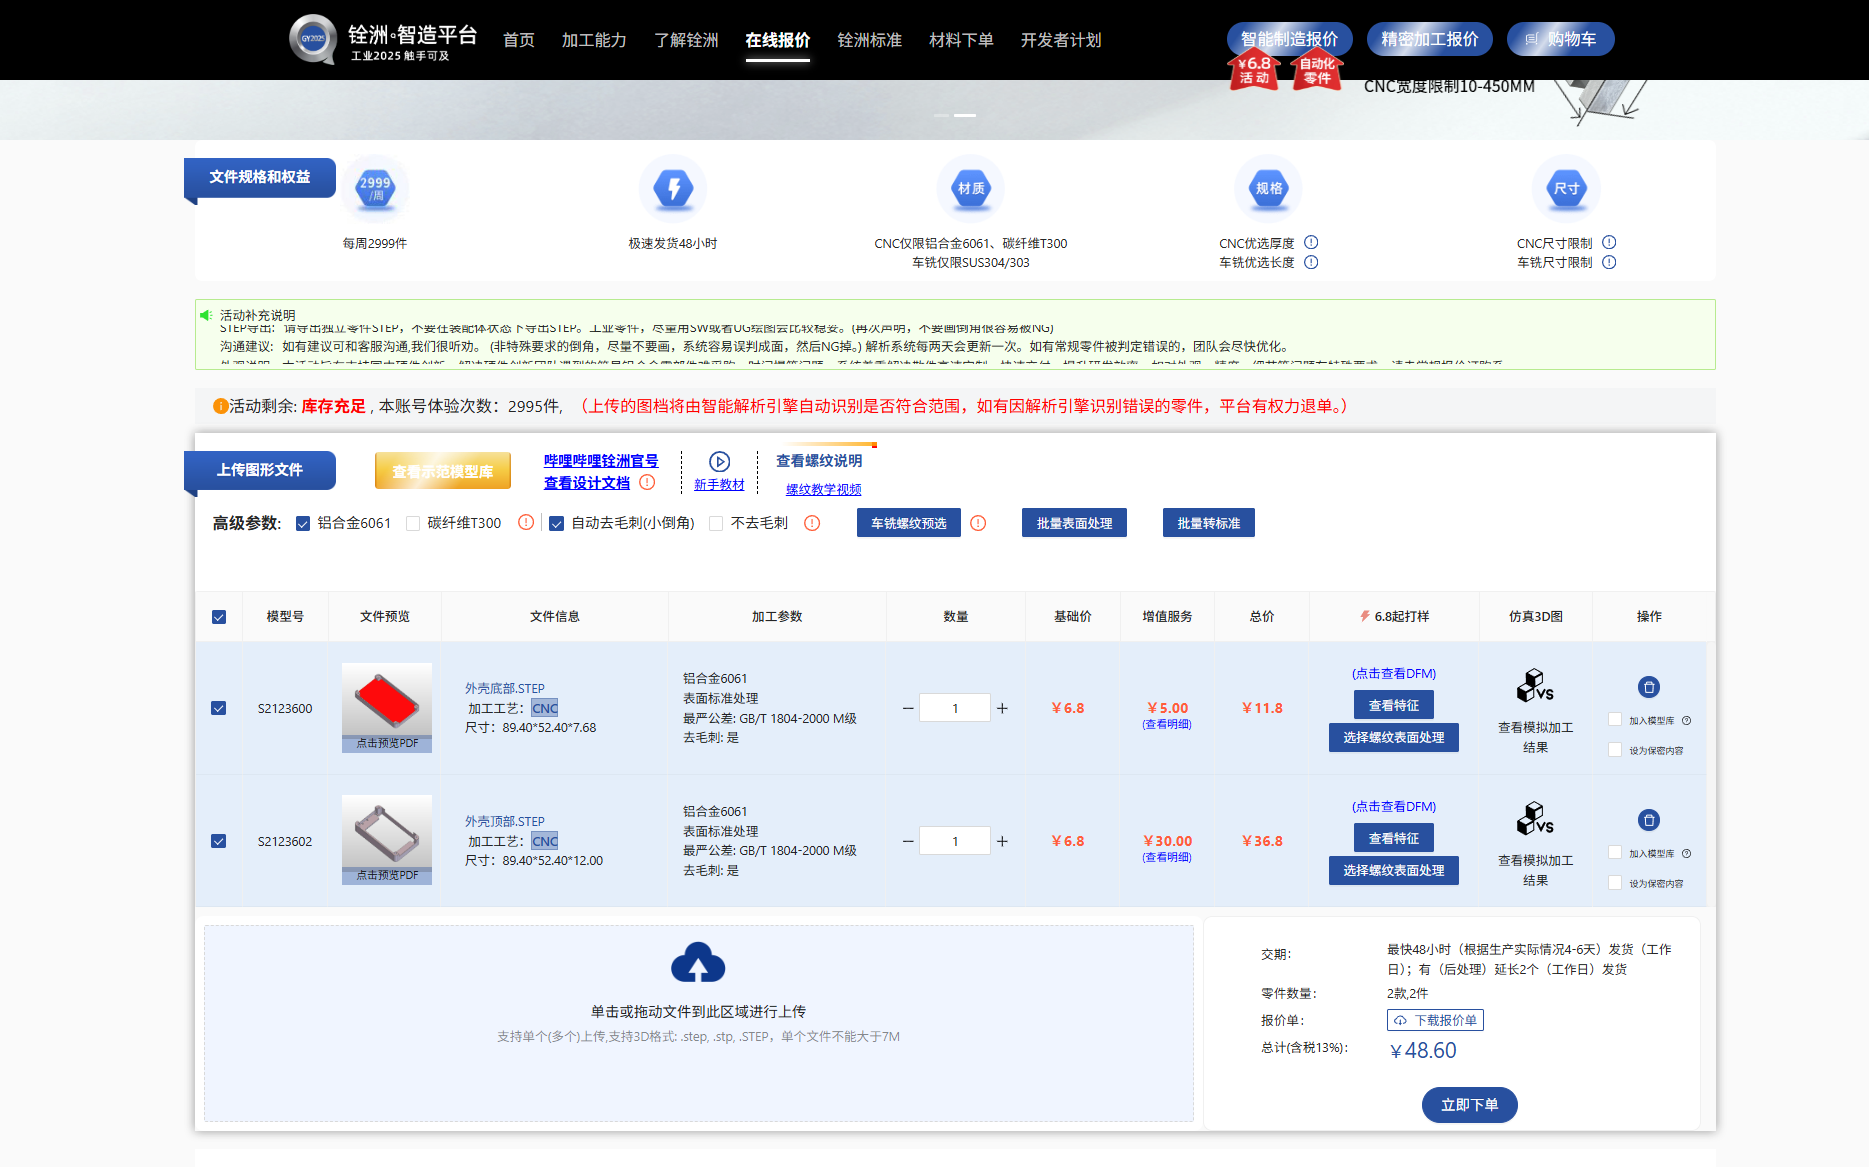 GY2025
铨洲·智造平台
工业2025 触手可及
首页
加工能力
了解铨洲
在线报价
铨洲标准
材料下单
开发者计划
智能制造报价
精密加工报价
购物车
¥6.8
活动
自动化
零件
CNC宽度限制10-450MM
文件规格和权益
2999
/周
材质
规格
尺寸
每周2999件
极速发货48小时
CNC仅限铝合金6061、碳纤维T300
车铣仅限SUS304/303
CNC优选厚度
车铣优选长度
CNC尺寸限制
车铣尺寸限制
活动补充说明
STEP导出：请导出独立零件STEP，不要在装配体状态下导出STEP。工业零件，尽量用SW或者UG绘图会比较稳妥。(再次声明，不要画倒角很容易被NG)
沟通建议：如有建议可和客服沟通,我们很听劝。 (非特殊要求的倒角，尽量不要画，系统容易误判成面，然后NG掉。) 解析系统每两天会更新一次。如有常规零件被判定错误的，团队会尽快优化。
活动剩余: 库存充足 , 本账号体验次数：2995件, （上传的图档将由智能解析引擎自动识别是否符合范围，如有因解析引擎识别错误的零件，平台有权力退单。）
上传图形文件
查看示范模型库
哔哩哔哩铨洲官号
查看设计文档
新手教材
查看螺纹说明
螺纹教学视频
高级参数:
铝合金6061
碳纤维T300
自动去毛刺(小倒角)
不去毛刺
车铣螺纹预选
批量表面处理
批量转标准
模型号
文件预览
文件信息
加工参数
数量
基础价
增值服务
总价
6.8起打样
仿真3D图
操作
S2123600
点击预览PDF
外壳底部.STEP
加工工艺：CNC
尺寸：89.40*52.40*7.68
铝合金6061
表面标准处理
最严公差: GB/T 1804-2000 M级
去毛刺: 是
1
￥6.8
￥5.00
(查看明细)
￥11.8
(点击查看DFM)
查看特征
选择螺纹表面处理
VS
查看模拟加工
结果
加入模型库
设为保密内容
S2123602
点击预览PDF
外壳顶部.STEP
加工工艺：CNC
尺寸：89.40*52.40*12.00
铝合金6061
表面标准处理
最严公差: GB/T 1804-2000 M级
去毛刺: 是
1
￥6.8
￥30.00
(查看明细)
￥36.8
(点击查看DFM)
查看特征
选择螺纹表面处理
VS
查看模拟加工
结果
加入模型库
设为保密内容
单击或拖动文件到此区域进行上传
支持单个(多个)上传,支持3D格式: .step, .stp, .STEP，单个文件不能大于7M
交期：
最快48小时（根据生产实际情况4-6天）发货（工作
日)；有（后处理）延长2个（工作日）发货
零件数量：
2款,2件
报价单：
下载报价单
总计(含税13%)：
￥48.60
立即下单